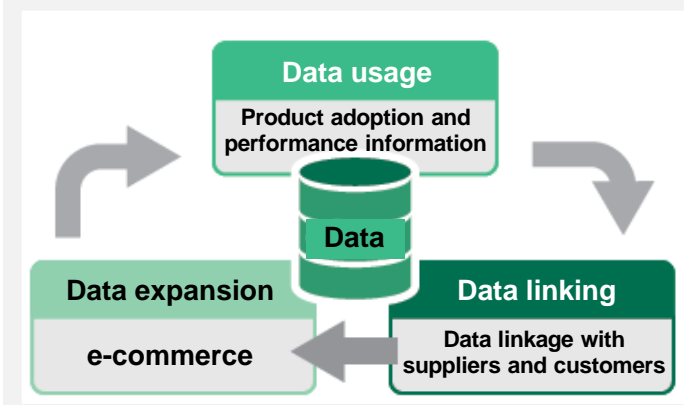 Data usage
Product adoption and
performance information
Data
Data expansion
e-commerce
Data linking
Data linkage with
suppliers and customers